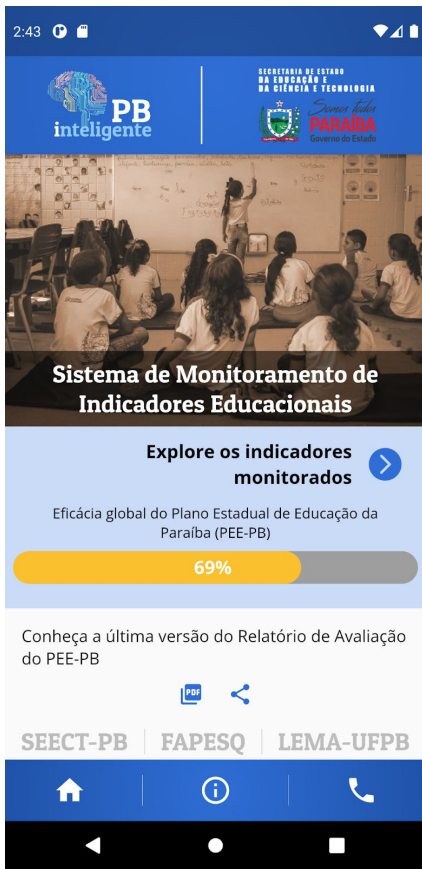 2:43
PB
inteligente
SECRETARIA DE ESTADO
DA EDUCAÇÃO E
DA CIÊNCIA E TECNOLOGIA
Somos todos
PARAÍBA
Governo do Estado
Sistema de Monitoramento de
Indicadores Educacionais
Explore os indicadores
monitorados
Eficácia global do Plano Estadual de Educação da
Paraíba (PEE-PB)
69%
Conheça a última versão do Relatório de Avaliação
do PEE-PB
PDF
SEECT-PB
FAPESQ
LEMA-UFPB